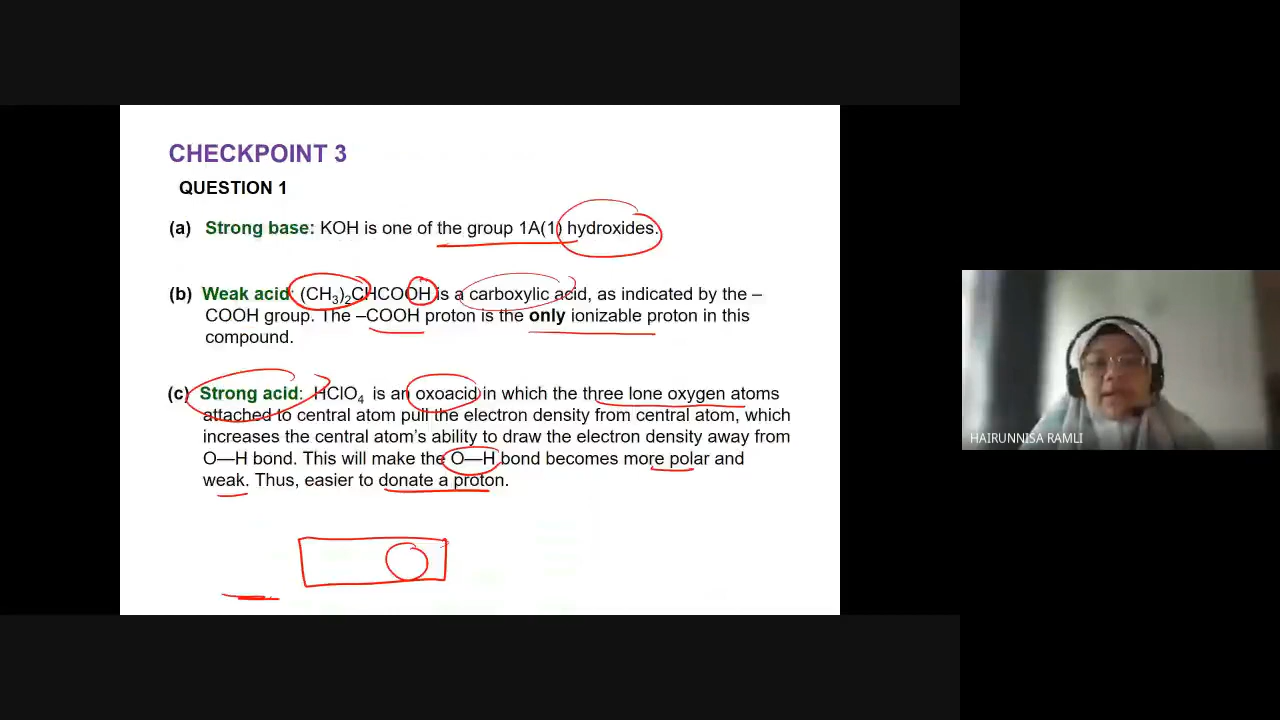 CHECKPOINT 3
QUESTION 1
(a) Strong base: KOH is one of the group 1A(1) hydroxides.
(b) Weak acid: (CH₃)₂CHCOOH is a carboxylic acid, as indicated by the –
COOH group. The –COOH proton is the only ionizable proton in this
compound.
(c) Strong acid: HClO₄ is an oxoacid in which the three lone oxygen atoms
attached to central atom pull the electron density from central atom, which
increases the central atom's ability to draw the electron density away from
O—H bond. This will make the O—H bond becomes more polar and
weak. Thus, easier to donate a proton.
HAIRUNNISA RAMLI